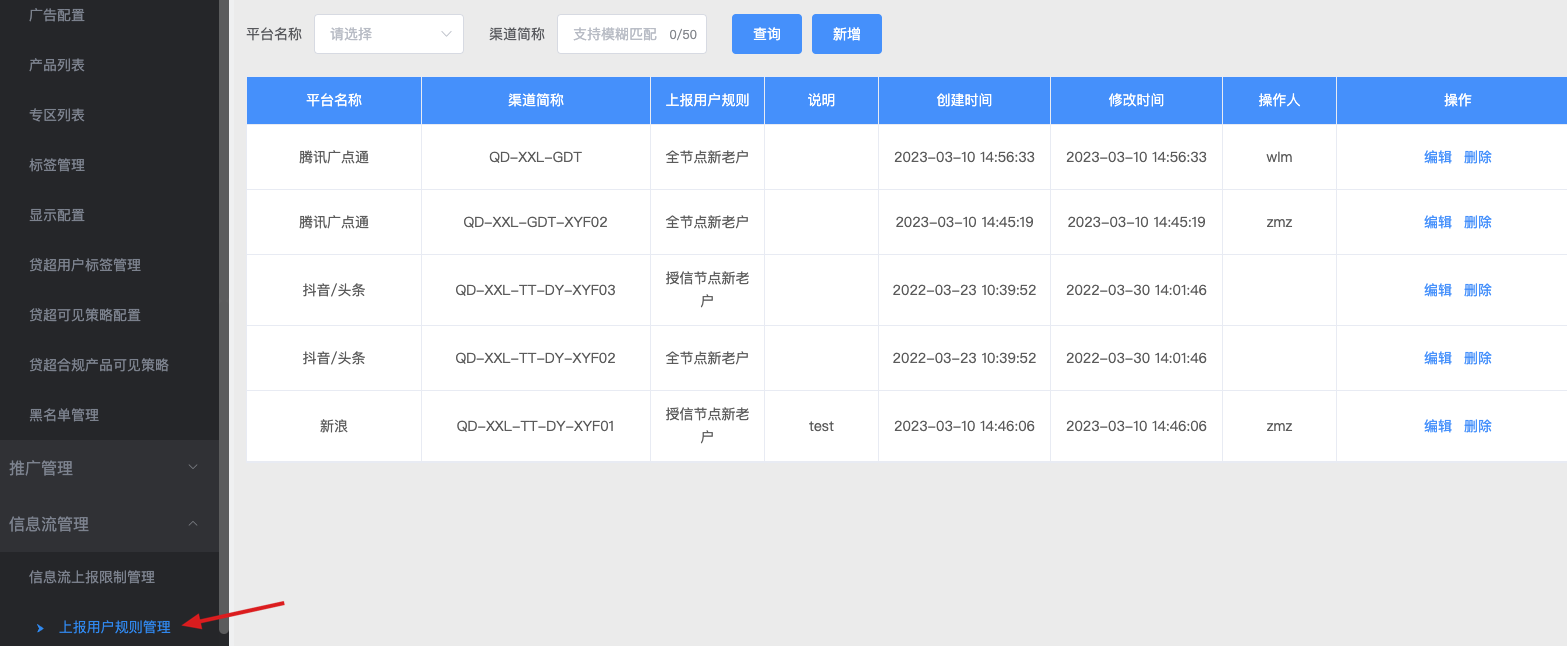 广告配置
产品列表
专区列表
标签管理
显示配置
贷超用户标签管理
贷超可见策略配置
贷超合规产品可见策略
黑名单管理
推广管理
信息流管理
信息流上报限制管理
上报用户规则管理
平台名称 请选择 渠道简称 支持模糊匹配 0/50 查询 新增
平台名称 渠道简称 上报用户规则 说明 创建时间 修改时间 操作人 操作
腾讯广点通 QD-XXL-GDT 全节点新老户 2023-03-10 14:56:33 2023-03-10 14:56:33 wlm 编辑 删除
腾讯广点通 QD-XXL-GDT-XYF02 全节点新老户 2023-03-10 14:45:19 2023-03-10 14:45:19 zmz 编辑 删除
抖音/头条 QD-XXL-TT-DY-XYF03 授信节点新老户 2022-03-23 10:39:52 2022-03-30 14:01:46 编辑 删除
抖音/头条 QD-XXL-TT-DY-XYF02 全节点新老户 2022-03-23 10:39:52 2022-03-30 14:01:46 编辑 删除
新浪 QD-XXL-TT-DY-XYF01 授信节点新老户 test 2023-03-10 14:46:06 2023-03-10 14:46:06 zmz 编辑 删除